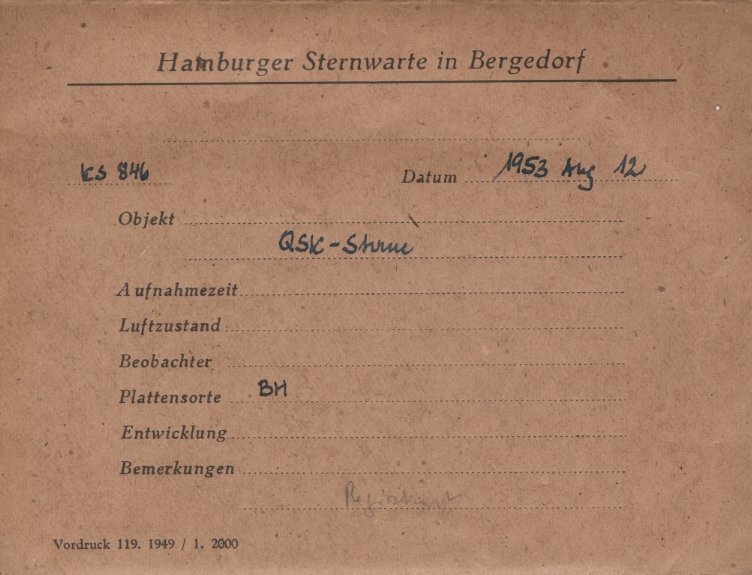 Hamburger Sternwarte in Bergedorf
KS 846 Datum 1953 Aug 12
Objekt
QSK-Sterne
Aufnahmezeit
Luftzustand
Beobachter
Plattensorte BH
Entwicklung
Bemerkungen
Registriert
Vordruck 119. 1949 / 1. 2000